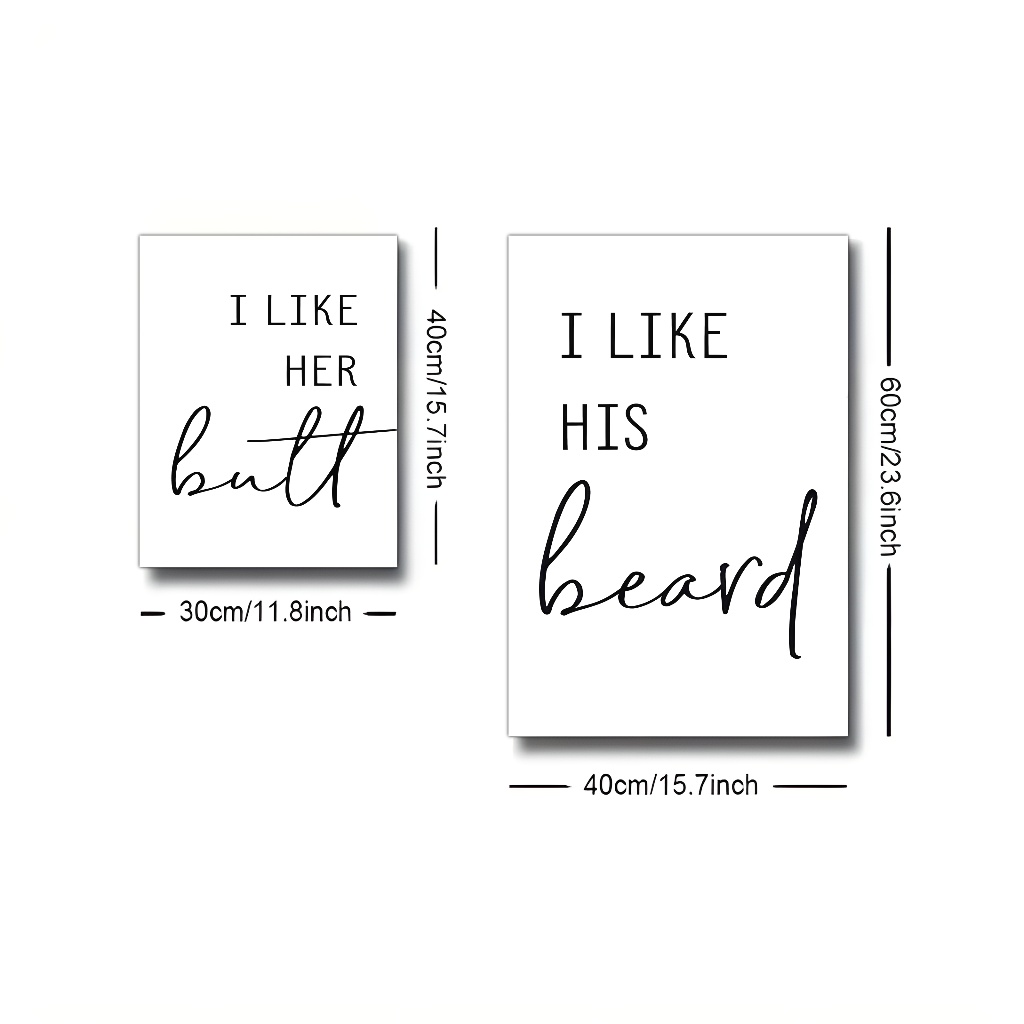 I LIKE
HER
butt
40cm/15.7inch
30cm/11.8inch
I LIKE
HIS
beard
60cm/23.6inch
40cm/15.7inch